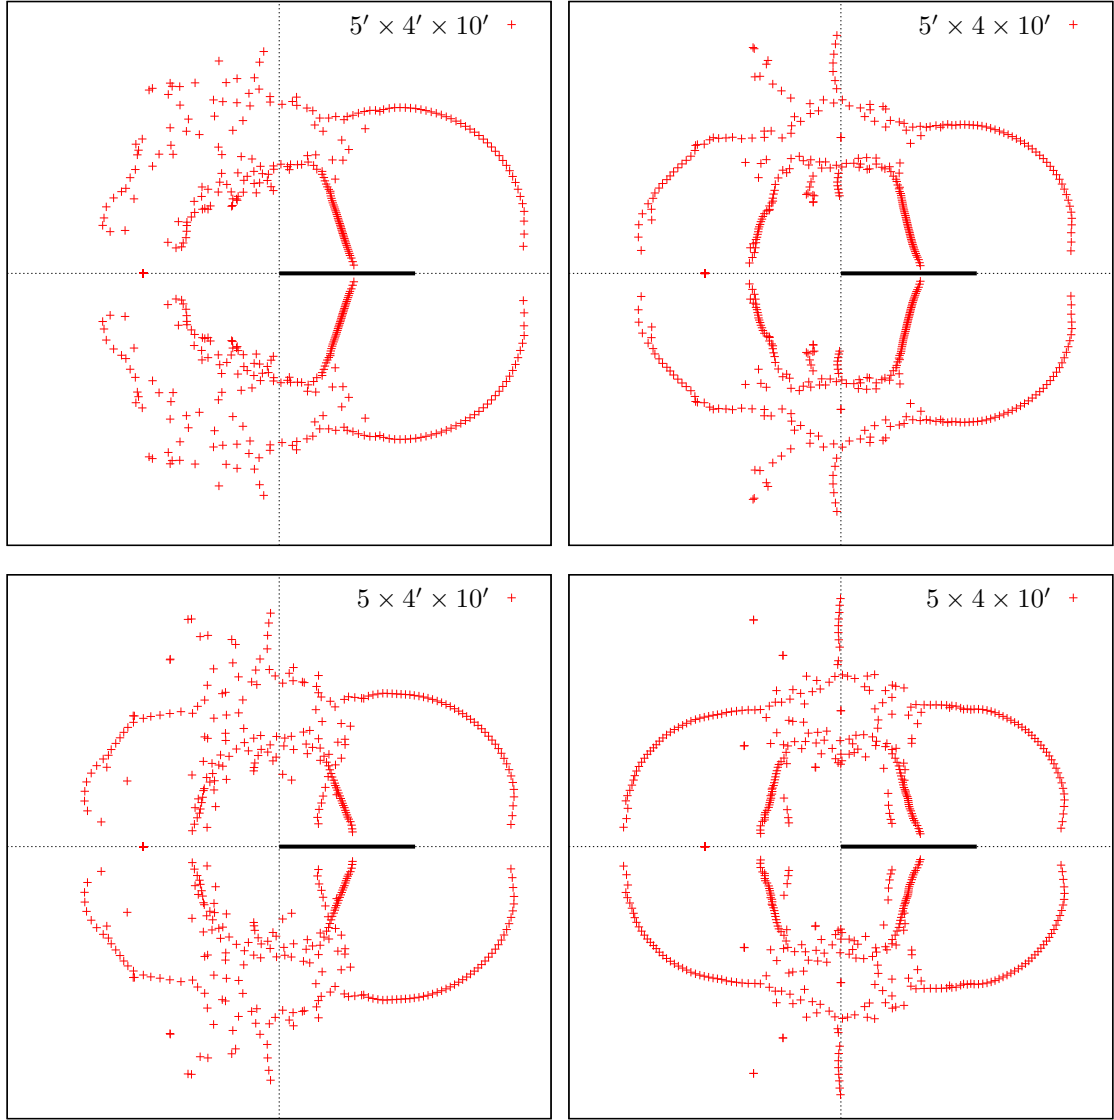 5′ × 4′ × 10′
5′ × 4 × 10′
5 × 4′ × 10′
5 × 4 × 10′